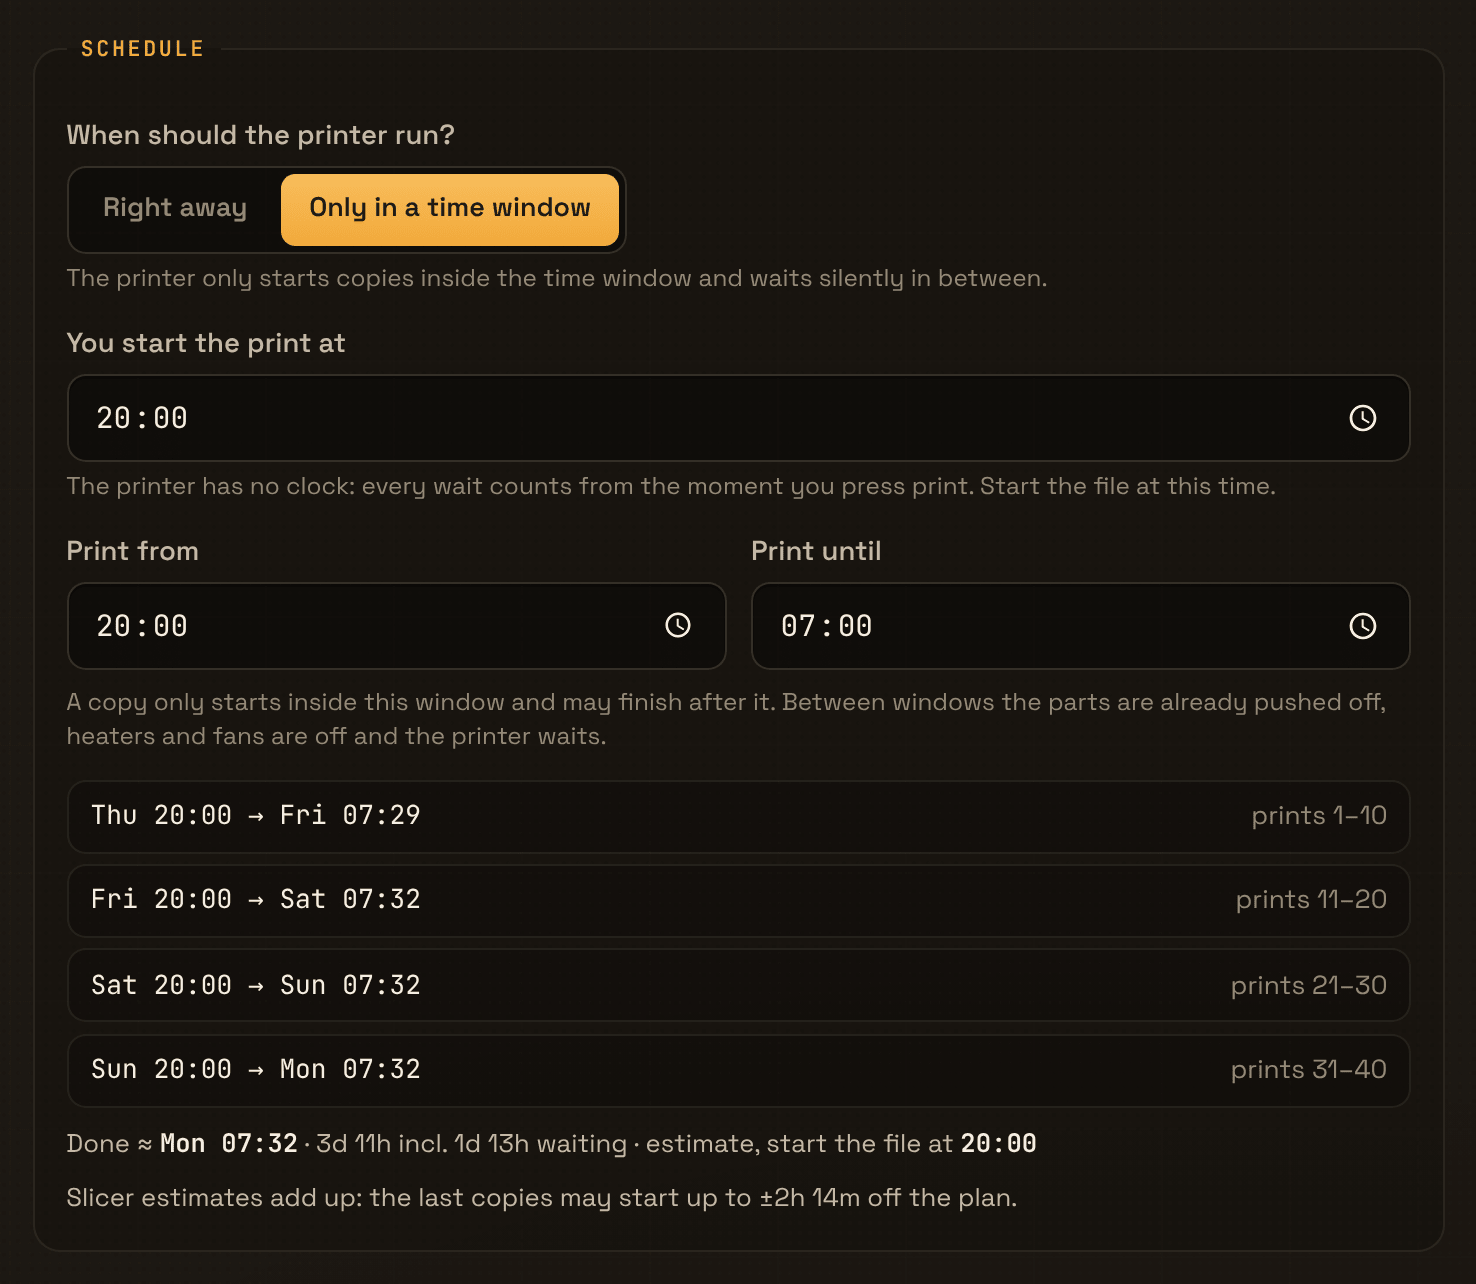 SCHEDULE
When should the printer run?
Right away
Only in a time window
The printer only starts copies inside the time window and waits silently in between.
You start the print at
20:00
The printer has no clock: every wait counts from the moment you press print. Start the file at this time.
Print from
Print until
20:00
07:00
A copy only starts inside this window and may finish after it. Between windows the parts are already pushed off,
heaters and fans are off and the printer waits.
Thu 20:00 → Fri 07:29
prints 1–10
Fri 20:00 → Sat 07:32
prints 11–20
Sat 20:00 → Sun 07:32
prints 21–30
Sun 20:00 → Mon 07:32
prints 31–40
Done ≈ Mon 07:32 · 3d 11h incl. 1d 13h waiting · estimate, start the file at 20:00
Slicer estimates add up: the last copies may start up to ±2h 14m off the plan.